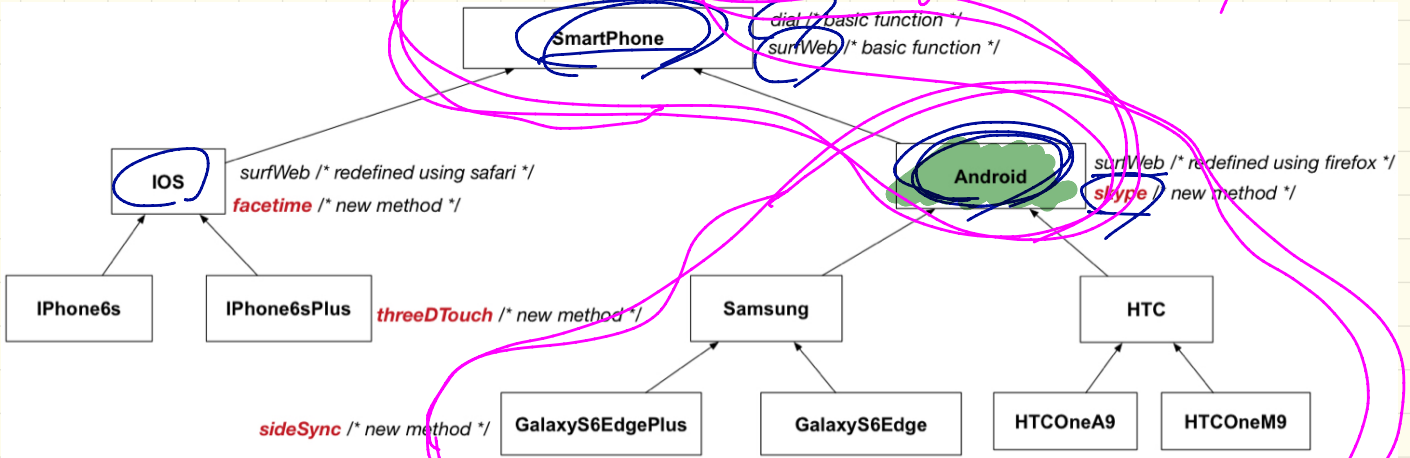 SmartPhone
dial /* basic function */
surfWeb /* basic function */
IOS
surfWeb /* redefined using safari */
facetime /* new method */
Android
surfWeb /* redefined using firefox */
skype /* new method */
IPhone6s
IPhone6sPlus
threeDTouch /* new method */
Samsung
HTC
sideSync /* new method */
GalaxyS6EdgePlus
GalaxyS6Edge
HTCOneA9
HTCOneM9